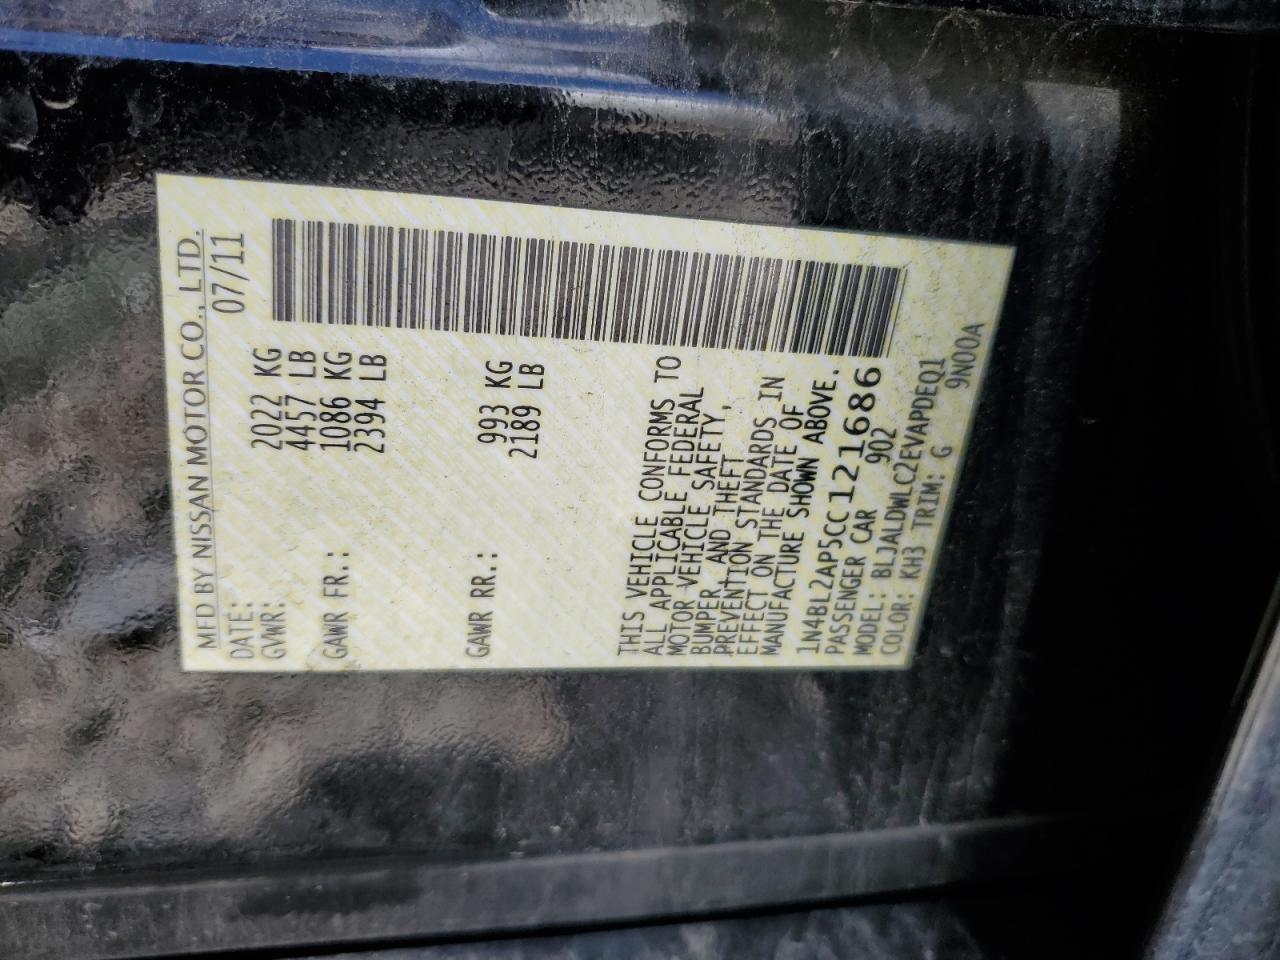 MFD BY NISSAN MOTOR CO., LTD.
DATE: 07/11
GVWR: 2022 KG
4457 LB
GAWR FR.: 1086 KG
2394 LB
GAWR RR.: 993 KG
2189 LB
THIS VEHICLE CONFORMS TO
ALL APPLICABLE FEDERAL
MOTOR VEHICLE SAFETY,
BUMPER, AND THEFT
PREVENTION STANDARDS IN
EFFECT ON THE DATE OF
MANUFACTURE SHOWN ABOVE.
1N4BL2AP5CC121686
PASSENGER CAR 902
MODEL: BLJALDWLC2EVAPDEQ1
COLOR: KH3 TRIM: G 9N00A